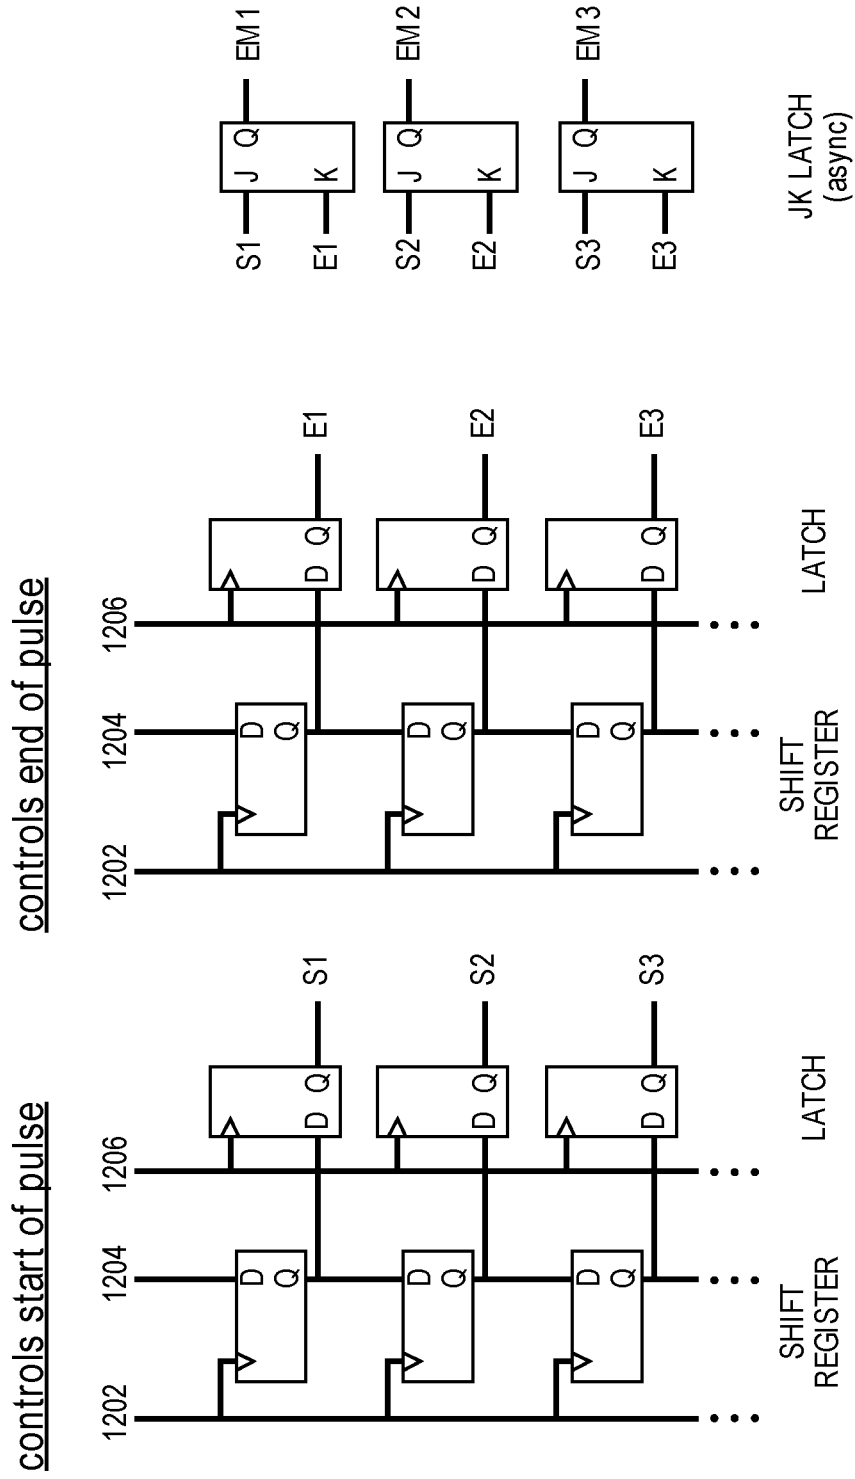 controls start of pulse
1202
1204
1206
D
Q
D Q
S1
D
Q
D Q
S2
D
Q
D Q
S3
SHIFT
REGISTER
LATCH
controls end of pulse
1202
1204
1206
D
Q
D Q
E1
D
Q
D Q
E2
D
Q
D Q
E3
SHIFT
REGISTER
LATCH
S1
J Q
EM1
E1
K
S2
J Q
EM2
E2
K
S3
J Q
EM3
E3
K
JK LATCH
(async)